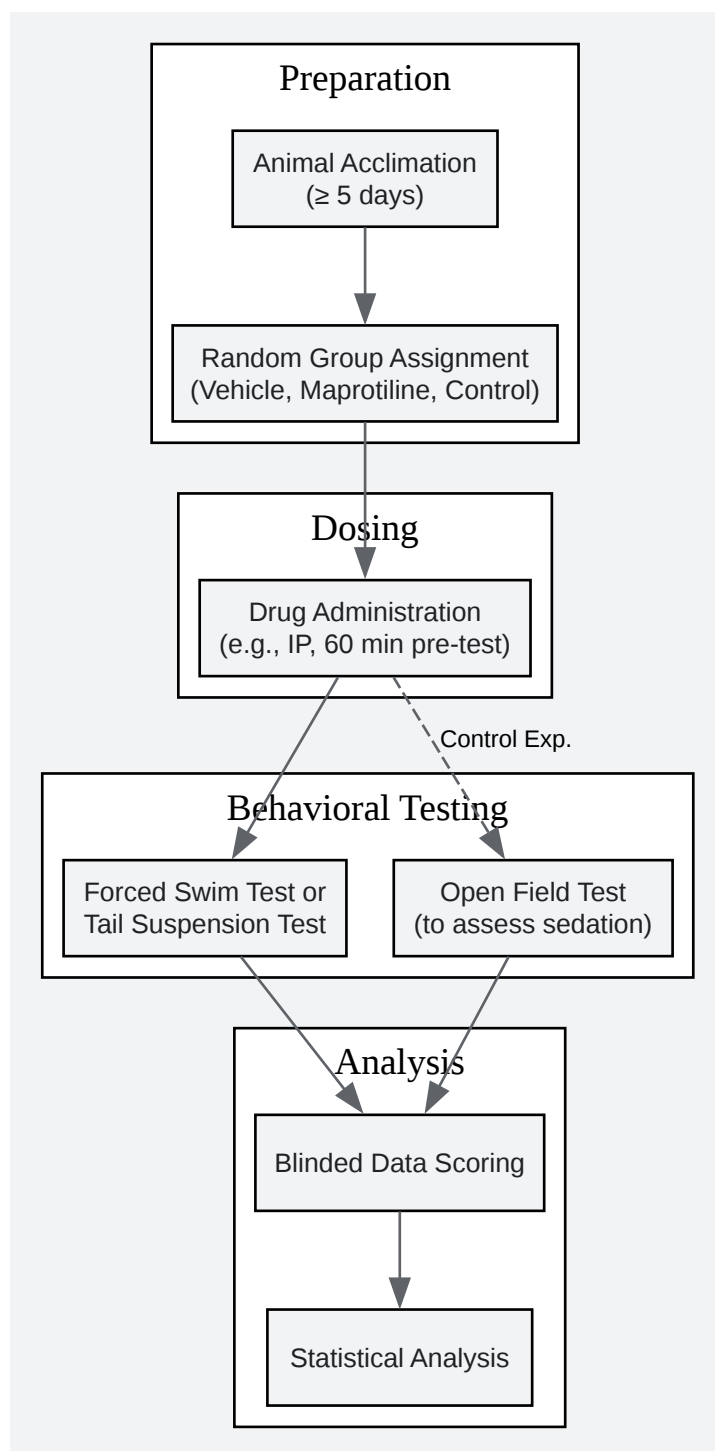 Preparation
Animal Acclimation
(≥ 5 days)
Random Group Assignment
(Vehicle, Maprotiline, Control)
Dosing
Drug Administration
(e.g., IP, 60 min pre-test)
Control Exp.
Behavioral Testing
Forced Swim Test or
Tail Suspension Test
Open Field Test
(to assess sedation)
Analysis
Blinded Data Scoring
Statistical Analysis